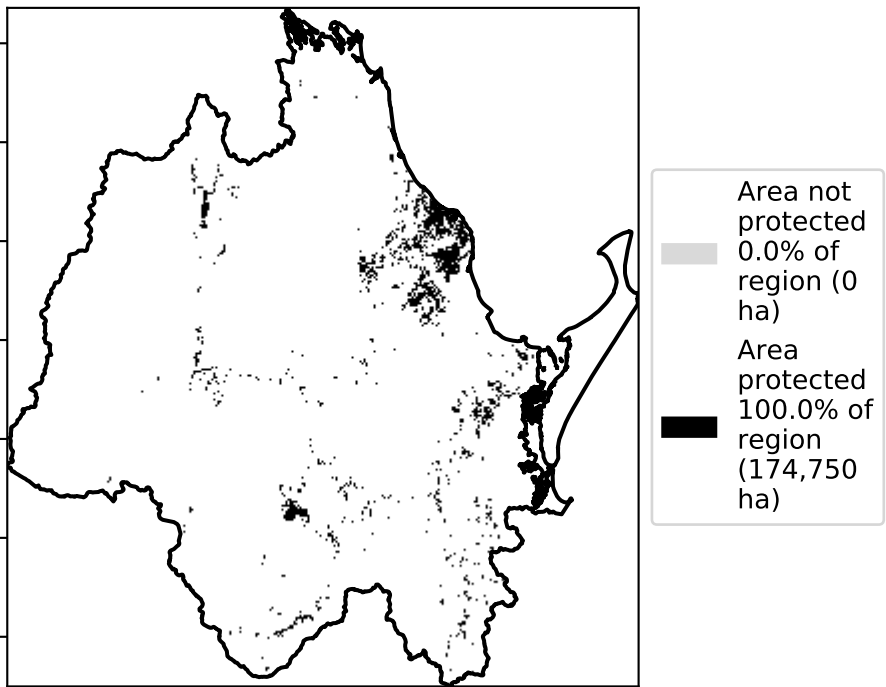 Area not
protected
0.0% of
region (0
ha)
Area
protected
100.0% of
region
(174,750
ha)